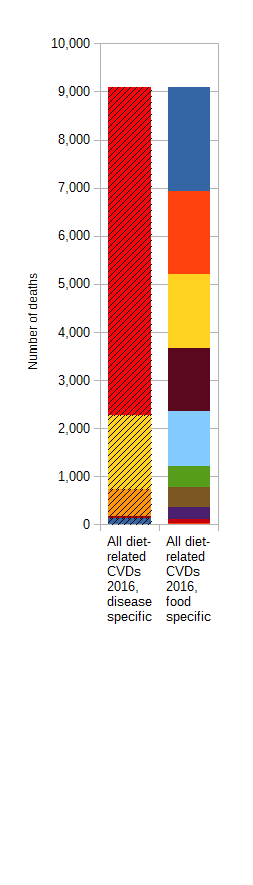 10,000
9,000
8,000
7,000
6,000
5,000
4,000
3,000
2,000
1,000
0
Number of deaths
All diet-
related
CVDs
2016,
disease
specific
All diet-
related
CVDs
2016,
food
specific